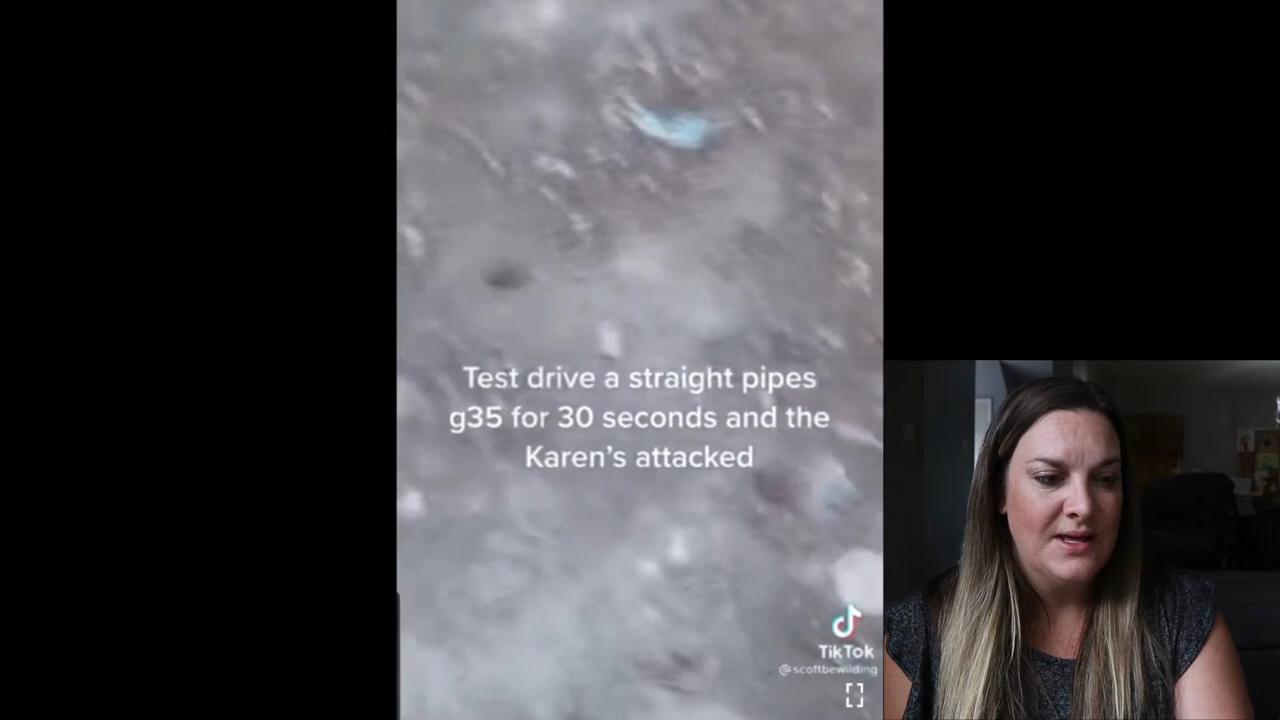 Test drive a straight pipes
g35 for 30 seconds and the
Karen’s attacked
TikTok
@scottbewilding